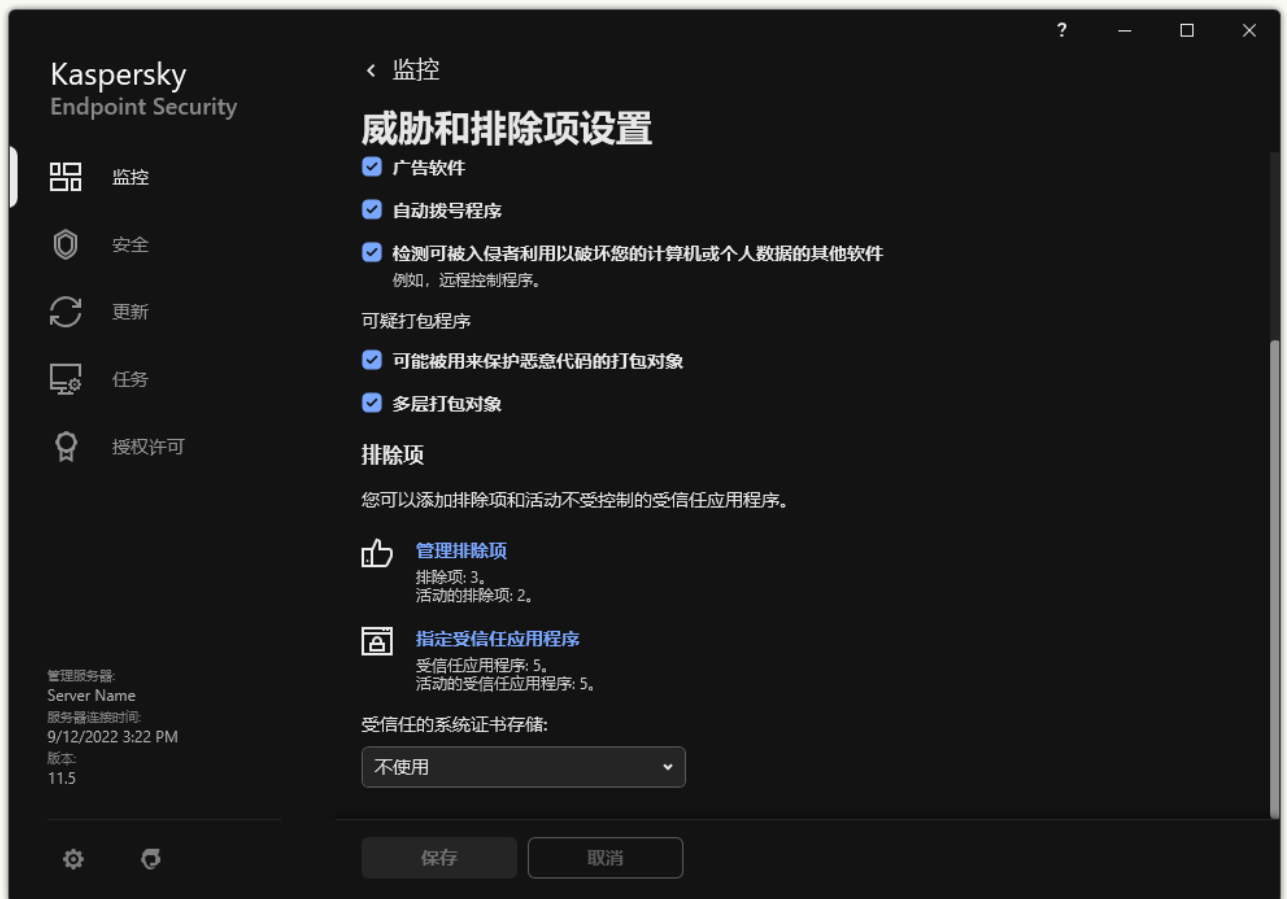 ?
Kaspersky
Endpoint Security
监控
安全
更新
任务
授权许可
管理服务器:
Server Name
服务器连接时间:
9/12/2022 3:22 PM
版本:
11.5
监控
威胁和排除项设置
广告软件
自动拨号程序
检测可被入侵者利用以破坏您的计算机或个人数据的其他软件
例如，远程控制程序。
可疑打包程序
可能被用来保护恶意代码的打包对象
多层打包对象
排除项
您可以添加排除项和活动不受控制的受信任应用程序。
管理排除项
排除项: 3。
活动的排除项: 2。
指定受信任应用程序
受信任应用程序: 5。
活动的受信任应用程序: 5。
受信任的系统证书存储:
不使用
保存
取消